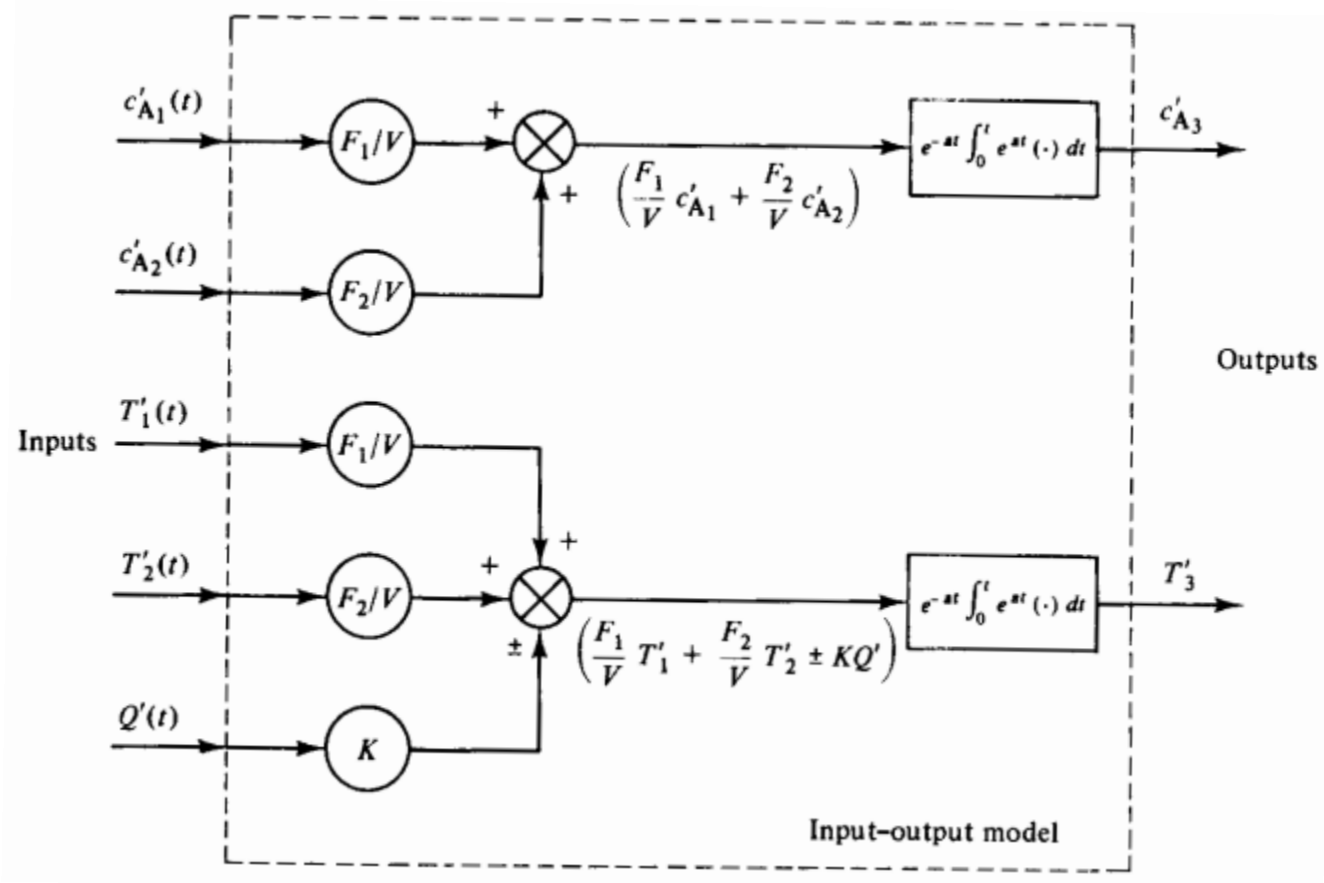 c′A1(t)
F1/V
+
+
(F1/V c′A1 + F2/V c′A2)
e^−at ∫0^t e^at (·) dt
c′A3
c′A2(t)
F2/V
Outputs
T′1(t)
Inputs
F1/V
+
T′2(t)
F2/V
+
±
(F1/V T′1 + F2/V T′2 ± KQ′)
e^−at ∫0^t e^at (·) dt
T′3
Q′(t)
K
Input–output model